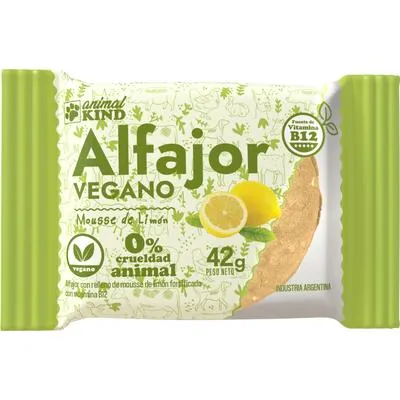 animal
KIND
Fuente de
Vitamina
B12
Alfajor
VEGANO
Mousse de Limón
0%
crueldad
animal
vegano
42g
PESO NETO
Alfajor con relleno de mousse de limón fortificada
con vitamina B12
INDUSTRIA ARGENTINA